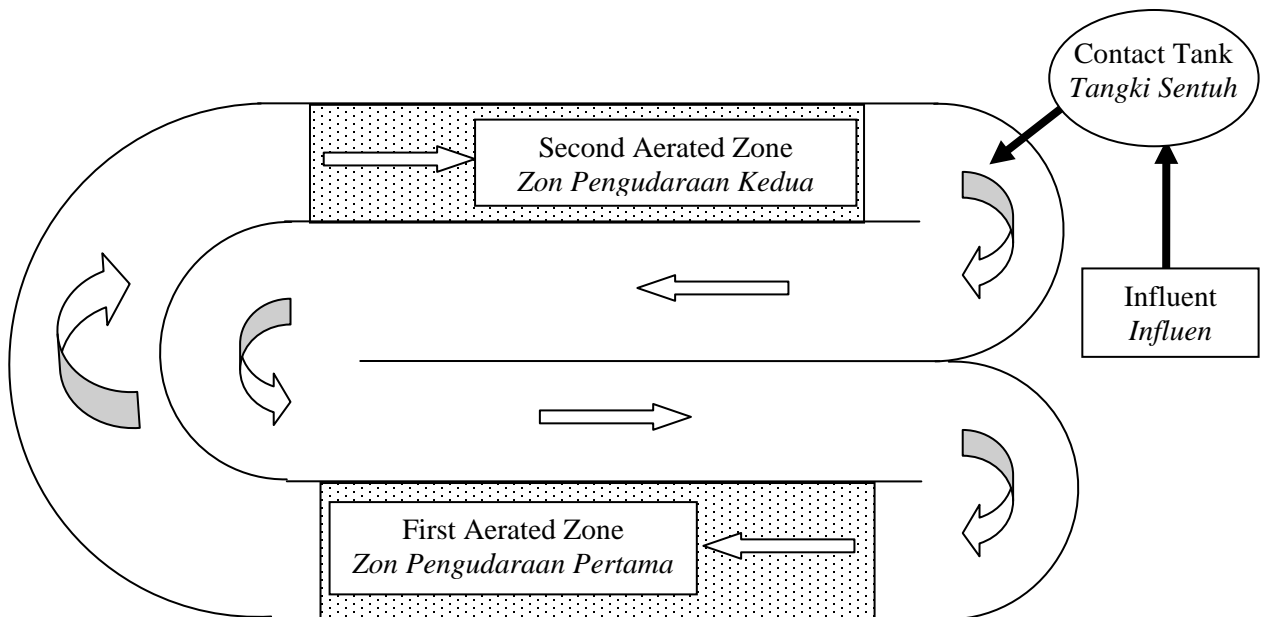 Contact Tank
Tangki Sentuh
Second Aerated Zone
Zon Pengudaraan Kedua
Influent
Influen
First Aerated Zone
Zon Pengudaraan Pertama